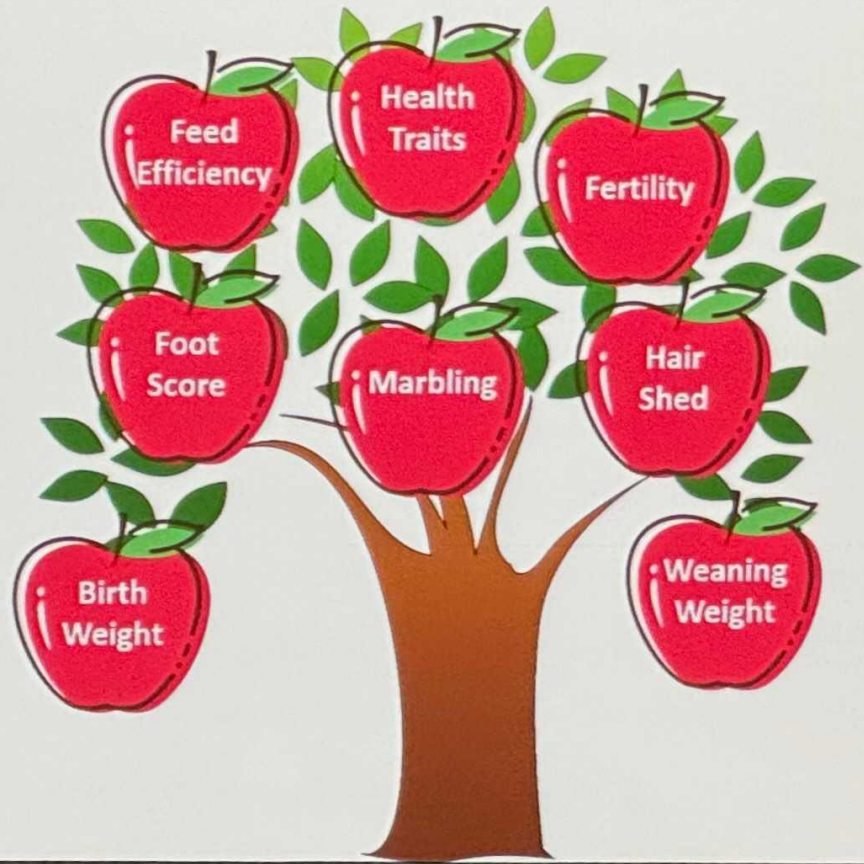 Feed
Efficiency
Health
Traits
Fertility
Foot
Score
Marbling
Hair
Shed
Birth
Weight
Weaning
Weight